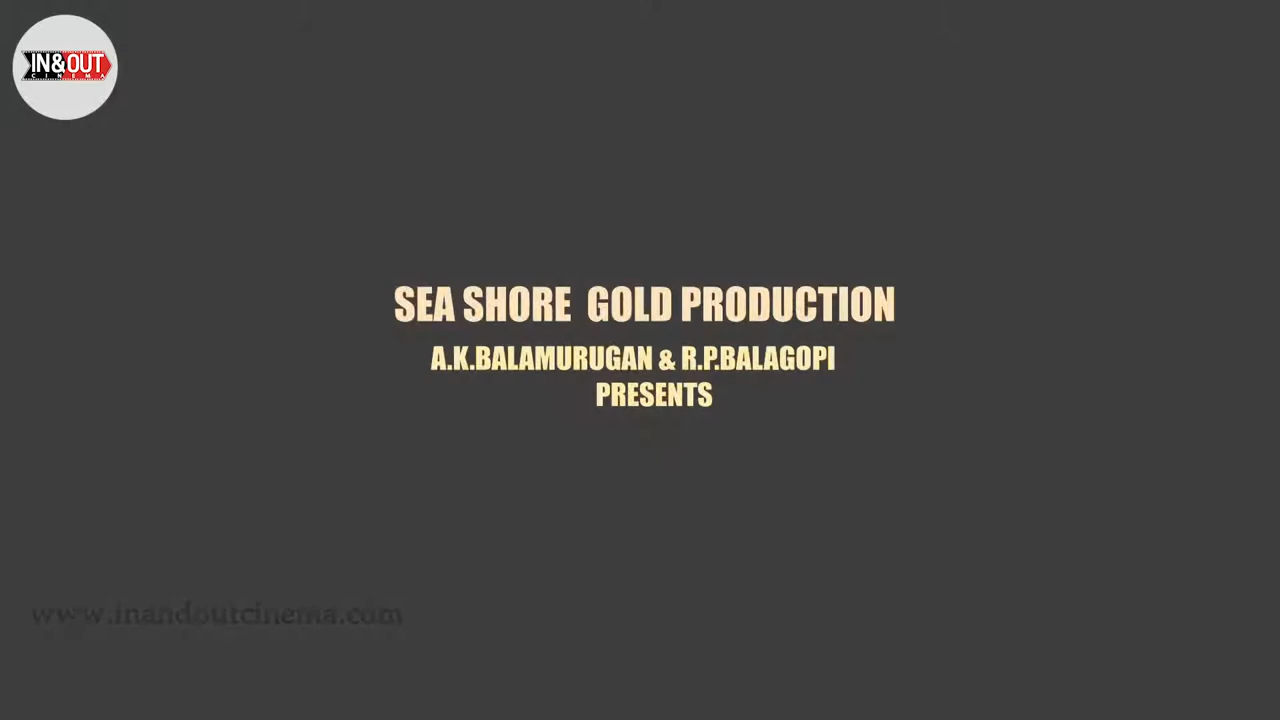 IN&OUT
CINEMA
SEA SHORE  GOLD PRODUCTION
A.K.BALAMURUGAN & R.P.BALAGOPI
PRESENTS
www.inandoutcinema.com